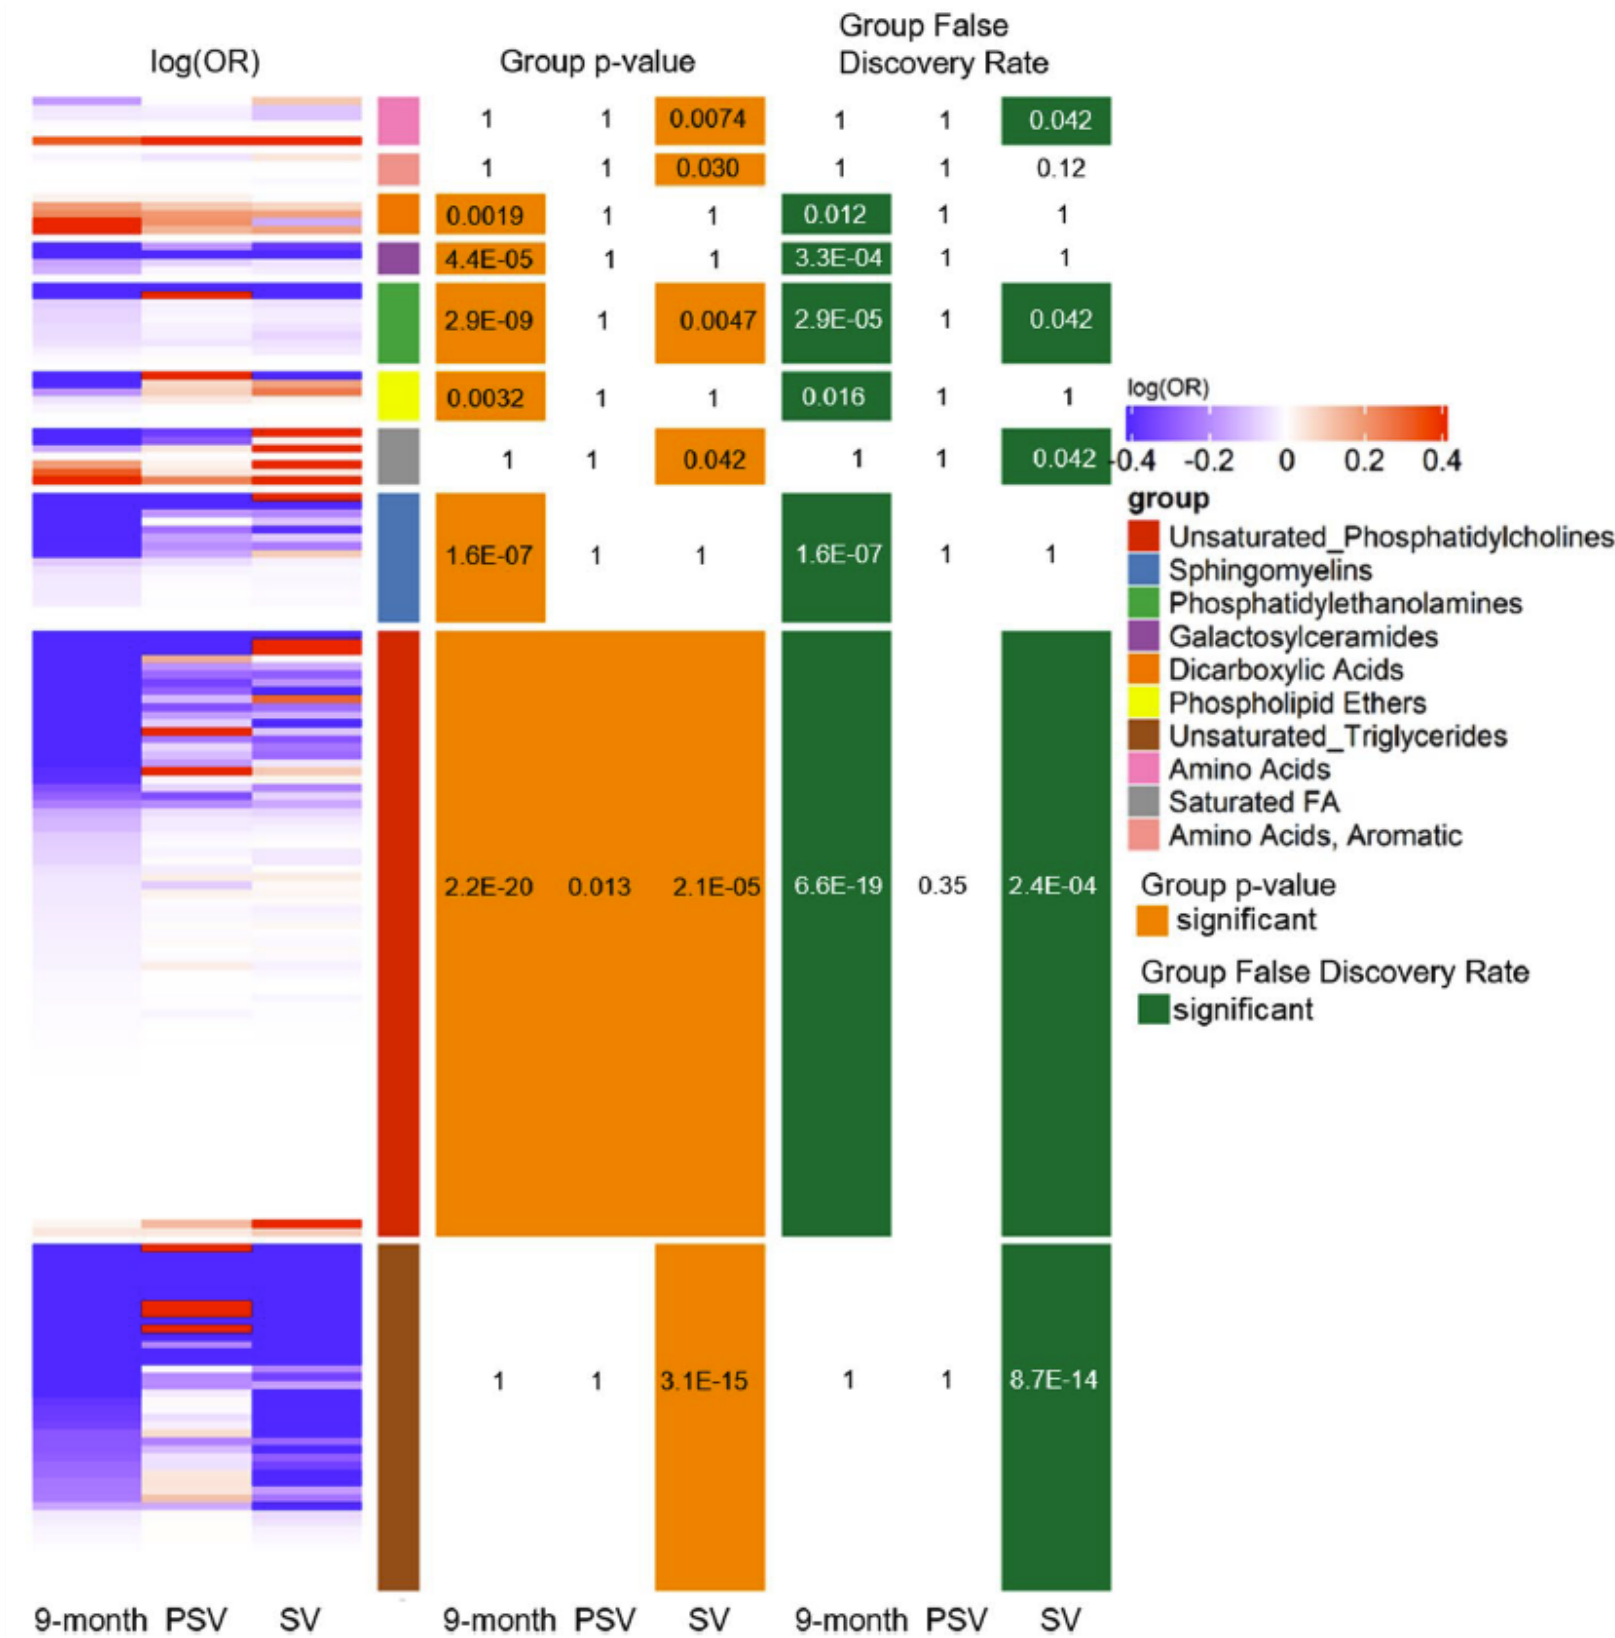 Group False
log(OR) Group p-value Discovery Rate
1 1 0.0074 1 1 0.042
1 1 0.030 1 1 0.12
0.0019 1 1 0.012 1 1
4.4E-05 1 1 3.3E-04 1 1
2.9E-09 1 0.0047 2.9E-05 1 0.042
0.0032 1 1 0.016 1 1
1 1 0.042 1 1 0.042
1.6E-07 1 1 1.6E-07 1 1
2.2E-20 0.013 2.1E-05 6.6E-19 0.35 2.4E-04
1 1 3.1E-15 1 1 8.7E-14
9-month PSV SV 9-month PSV SV 9-month PSV SV
log(OR)
-0.4 -0.2 0 0.2 0.4
group
Unsaturated_Phosphatidylcholines
Sphingomyelins
Phosphatidylethanolamines
Galactosylceramides
Dicarboxylic Acids
Phospholipid Ethers
Unsaturated_Triglycerides
Amino Acids
Saturated FA
Amino Acids, Aromatic
Group p-value
significant
Group False Discovery Rate
significant